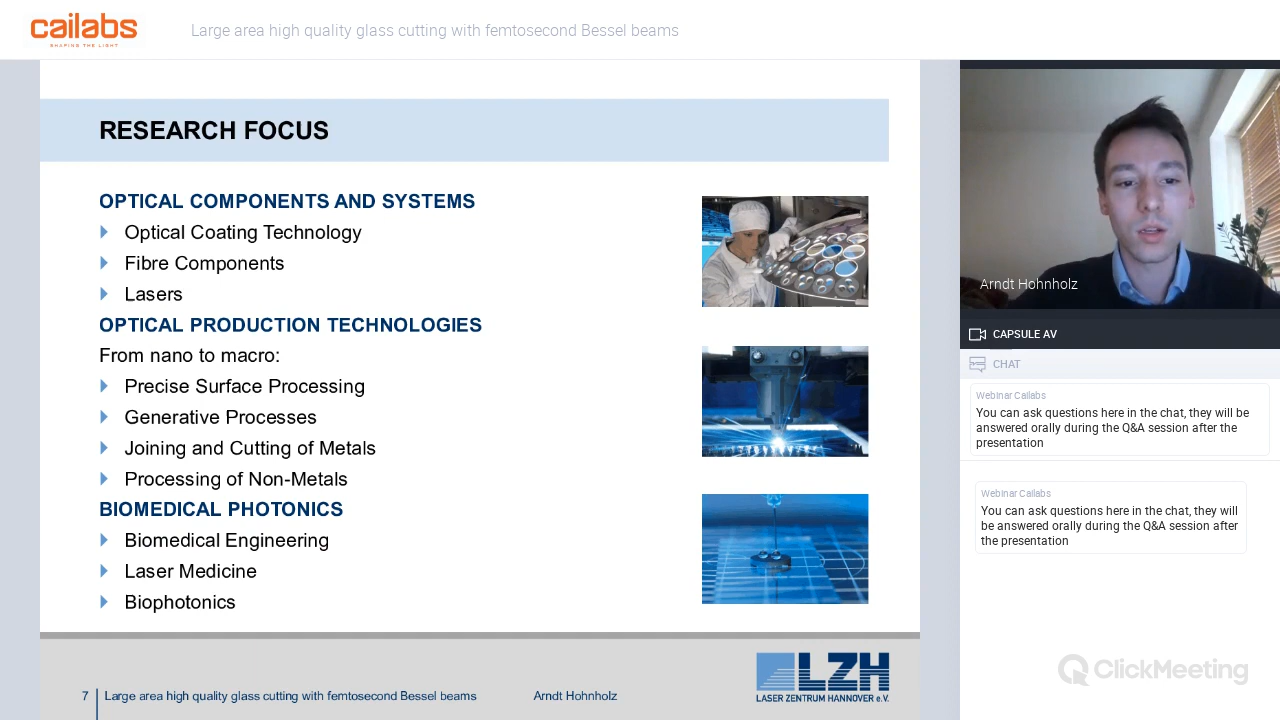 cailabs
SHAPING THE LIGHT
Large area high quality glass cutting with femtosecond Bessel beams
RESEARCH FOCUS
OPTICAL COMPONENTS AND SYSTEMS
Optical Coating Technology
Fibre Components
Lasers
OPTICAL PRODUCTION TECHNOLOGIES
From nano to macro:
Precise Surface Processing
Generative Processes
Joining and Cutting of Metals
Processing of Non-Metals
BIOMEDICAL PHOTONICS
Biomedical Engineering
Laser Medicine
Biophotonics
7 Large area high quality glass cutting with femtosecond Bessel beams Arndt Hohnholz
LZH
LASER ZENTRUM HANNOVER e.V.
Arndt Hohnholz
CAPSULE AV
CHAT
Webinar Cailabs
You can ask questions here in the chat, they will be
answered orally during the Q&A session after the
presentation
Webinar Cailabs
You can ask questions here in the chat, they will
be answered orally during the Q&A session after
the presentation
ClickMeeting